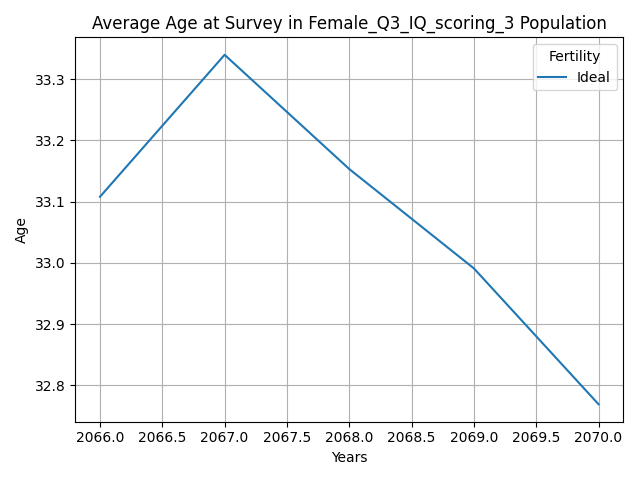 Average Age at Survey in Female_Q3_IQ_scoring_3 Population
Fertility
Ideal
33.3
33.2
33.1
33.0
32.9
32.8
Age
2066.0 2066.5 2067.0 2067.5 2068.0 2068.5 2069.0 2069.5 2070.0
Years